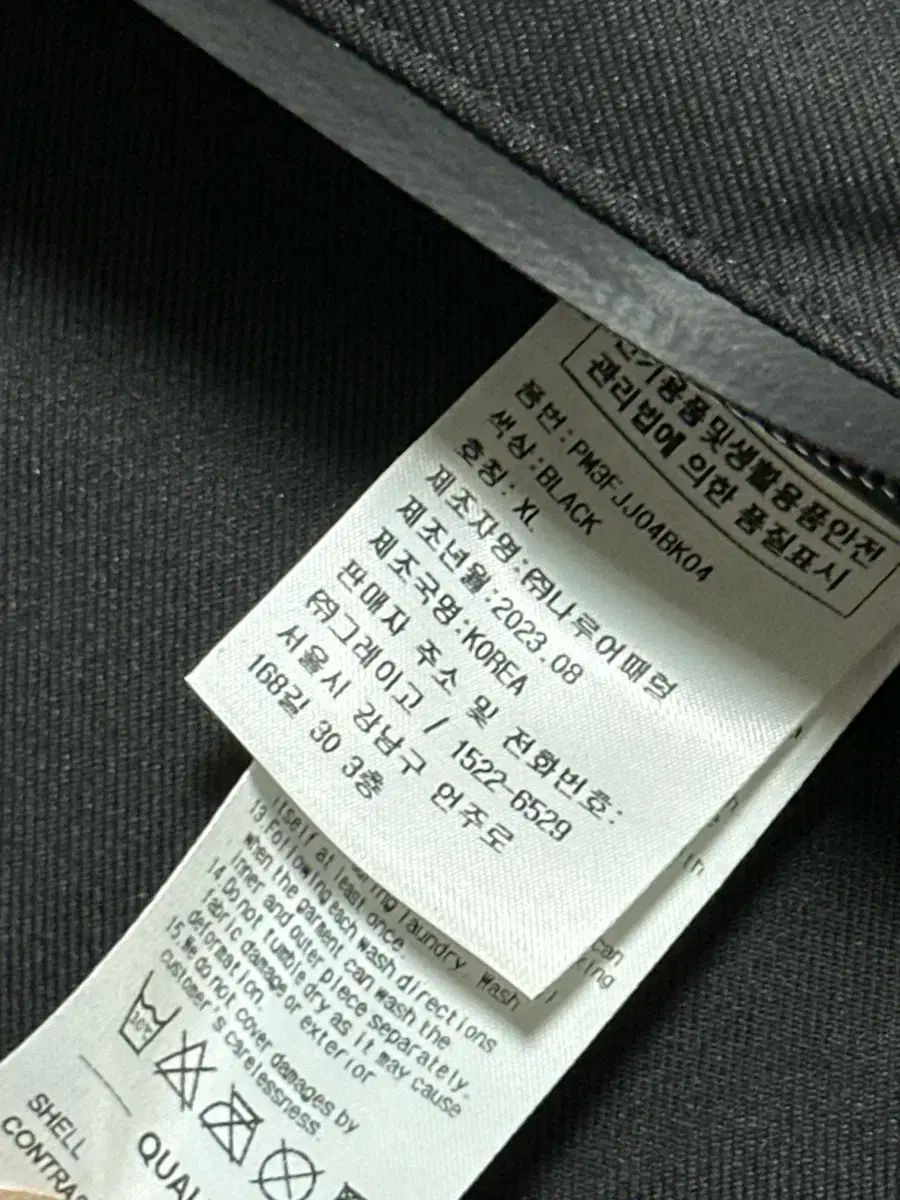 전기용품및생활용품안전
관리법에 의한 품질표시
품번:PM3FJJ04BK04
색상:BLACK
호칭: XL
제조자명:㈜나루어패럼
제조년월:2023.08
제조국명:KOREA
판매자 주소 및 전화번호:
㈜그레이고 / 1522-6529
서울시 강남구 언주로
168길 30 3층
itself at least once.
laundry. Wash
13 Following each wash directions
when the garment can wash the
inner and outer piece separately.
14 Do not tumble dry as it may cause
fabric damage or exterior
deformation.
15 We do not cover damages by
customer's carelessness.
can
SHELL